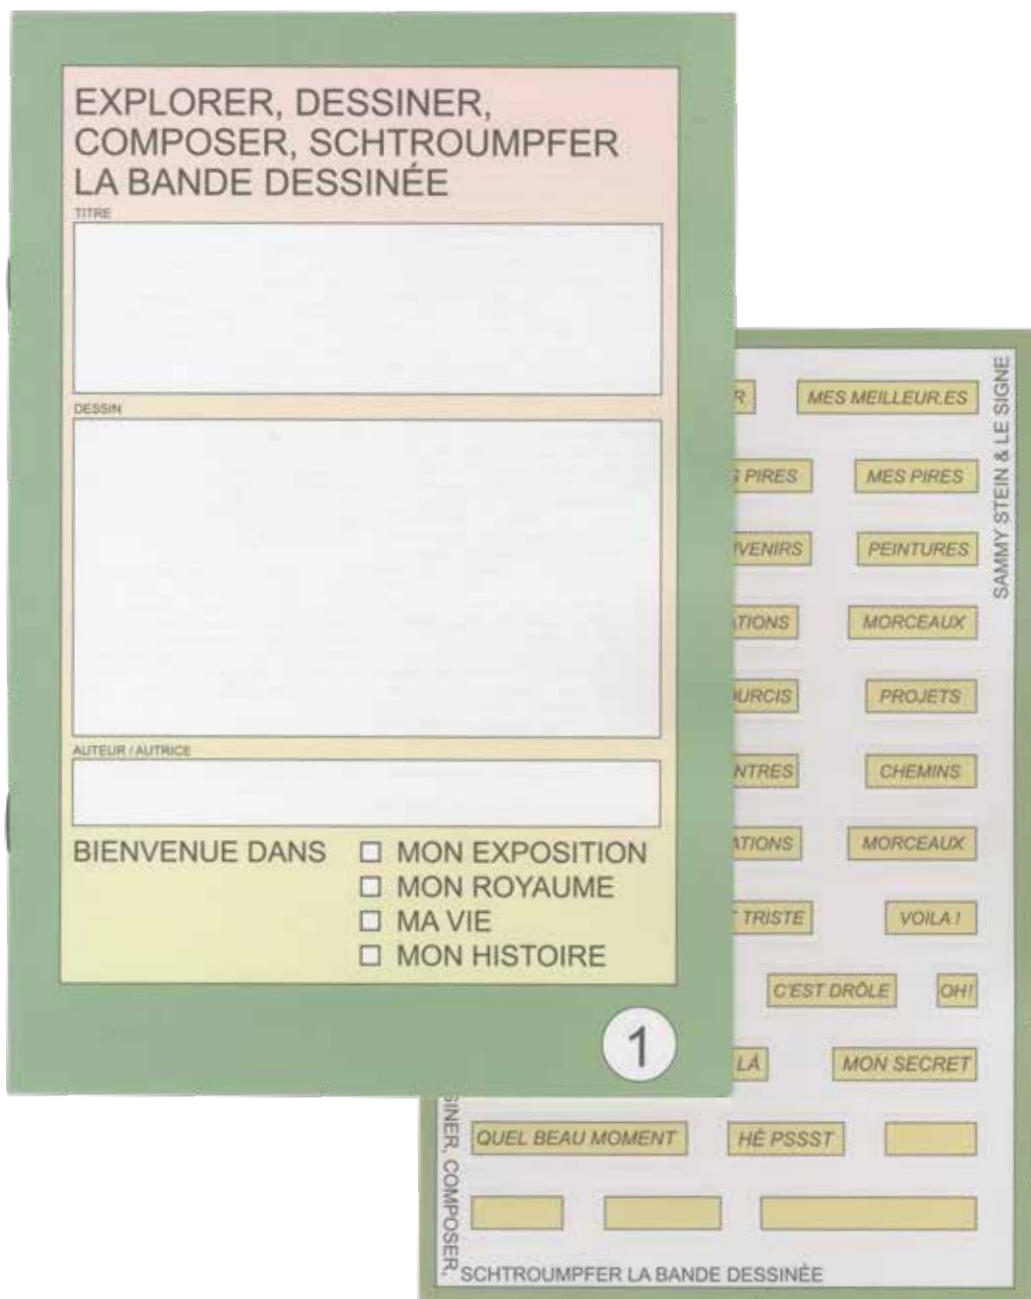 EXPLORER, DESSINER,
COMPOSER, SCHTROUMPFER
LA BANDE DESSINÉE
TITRE
DESSIN
AUTEUR / AUTRICE
BIENVENUE DANS
☐ MON EXPOSITION
☐ MON ROYAUME
☐ MA VIE
☐ MON HISTOIRE
1
MES MEILLEUR.ES
PIRES
MES PIRES
PEINTURES
MORCEAUX
PROJETS
CHEMINS
MORCEAUX
TRISTE
VOILA !
C'EST DRÔLE
OH!
LÁ
MON SECRET
QUEL BEAU MOMENT
HÉ PSSST
SAMMY STEIN & LE SIGNE
COMPOSER,
SCHTROUMPFER LA BANDE DESSINÉE